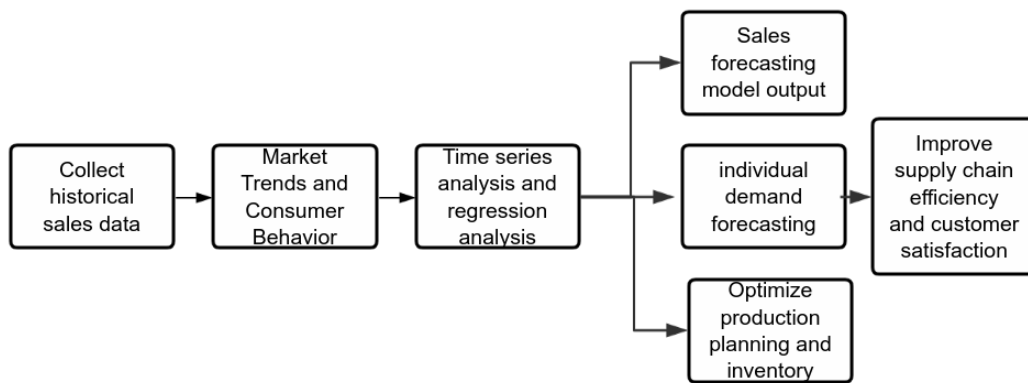 Collect
historical
sales data
Market
Trends and
Consumer
Behavior
Time series
analysis and
regression
analysis
Sales
forecasting
model output
individual
demand
forecasting
Optimize
production
planning and
inventory
Improve
supply chain
efficiency
and customer
satisfaction